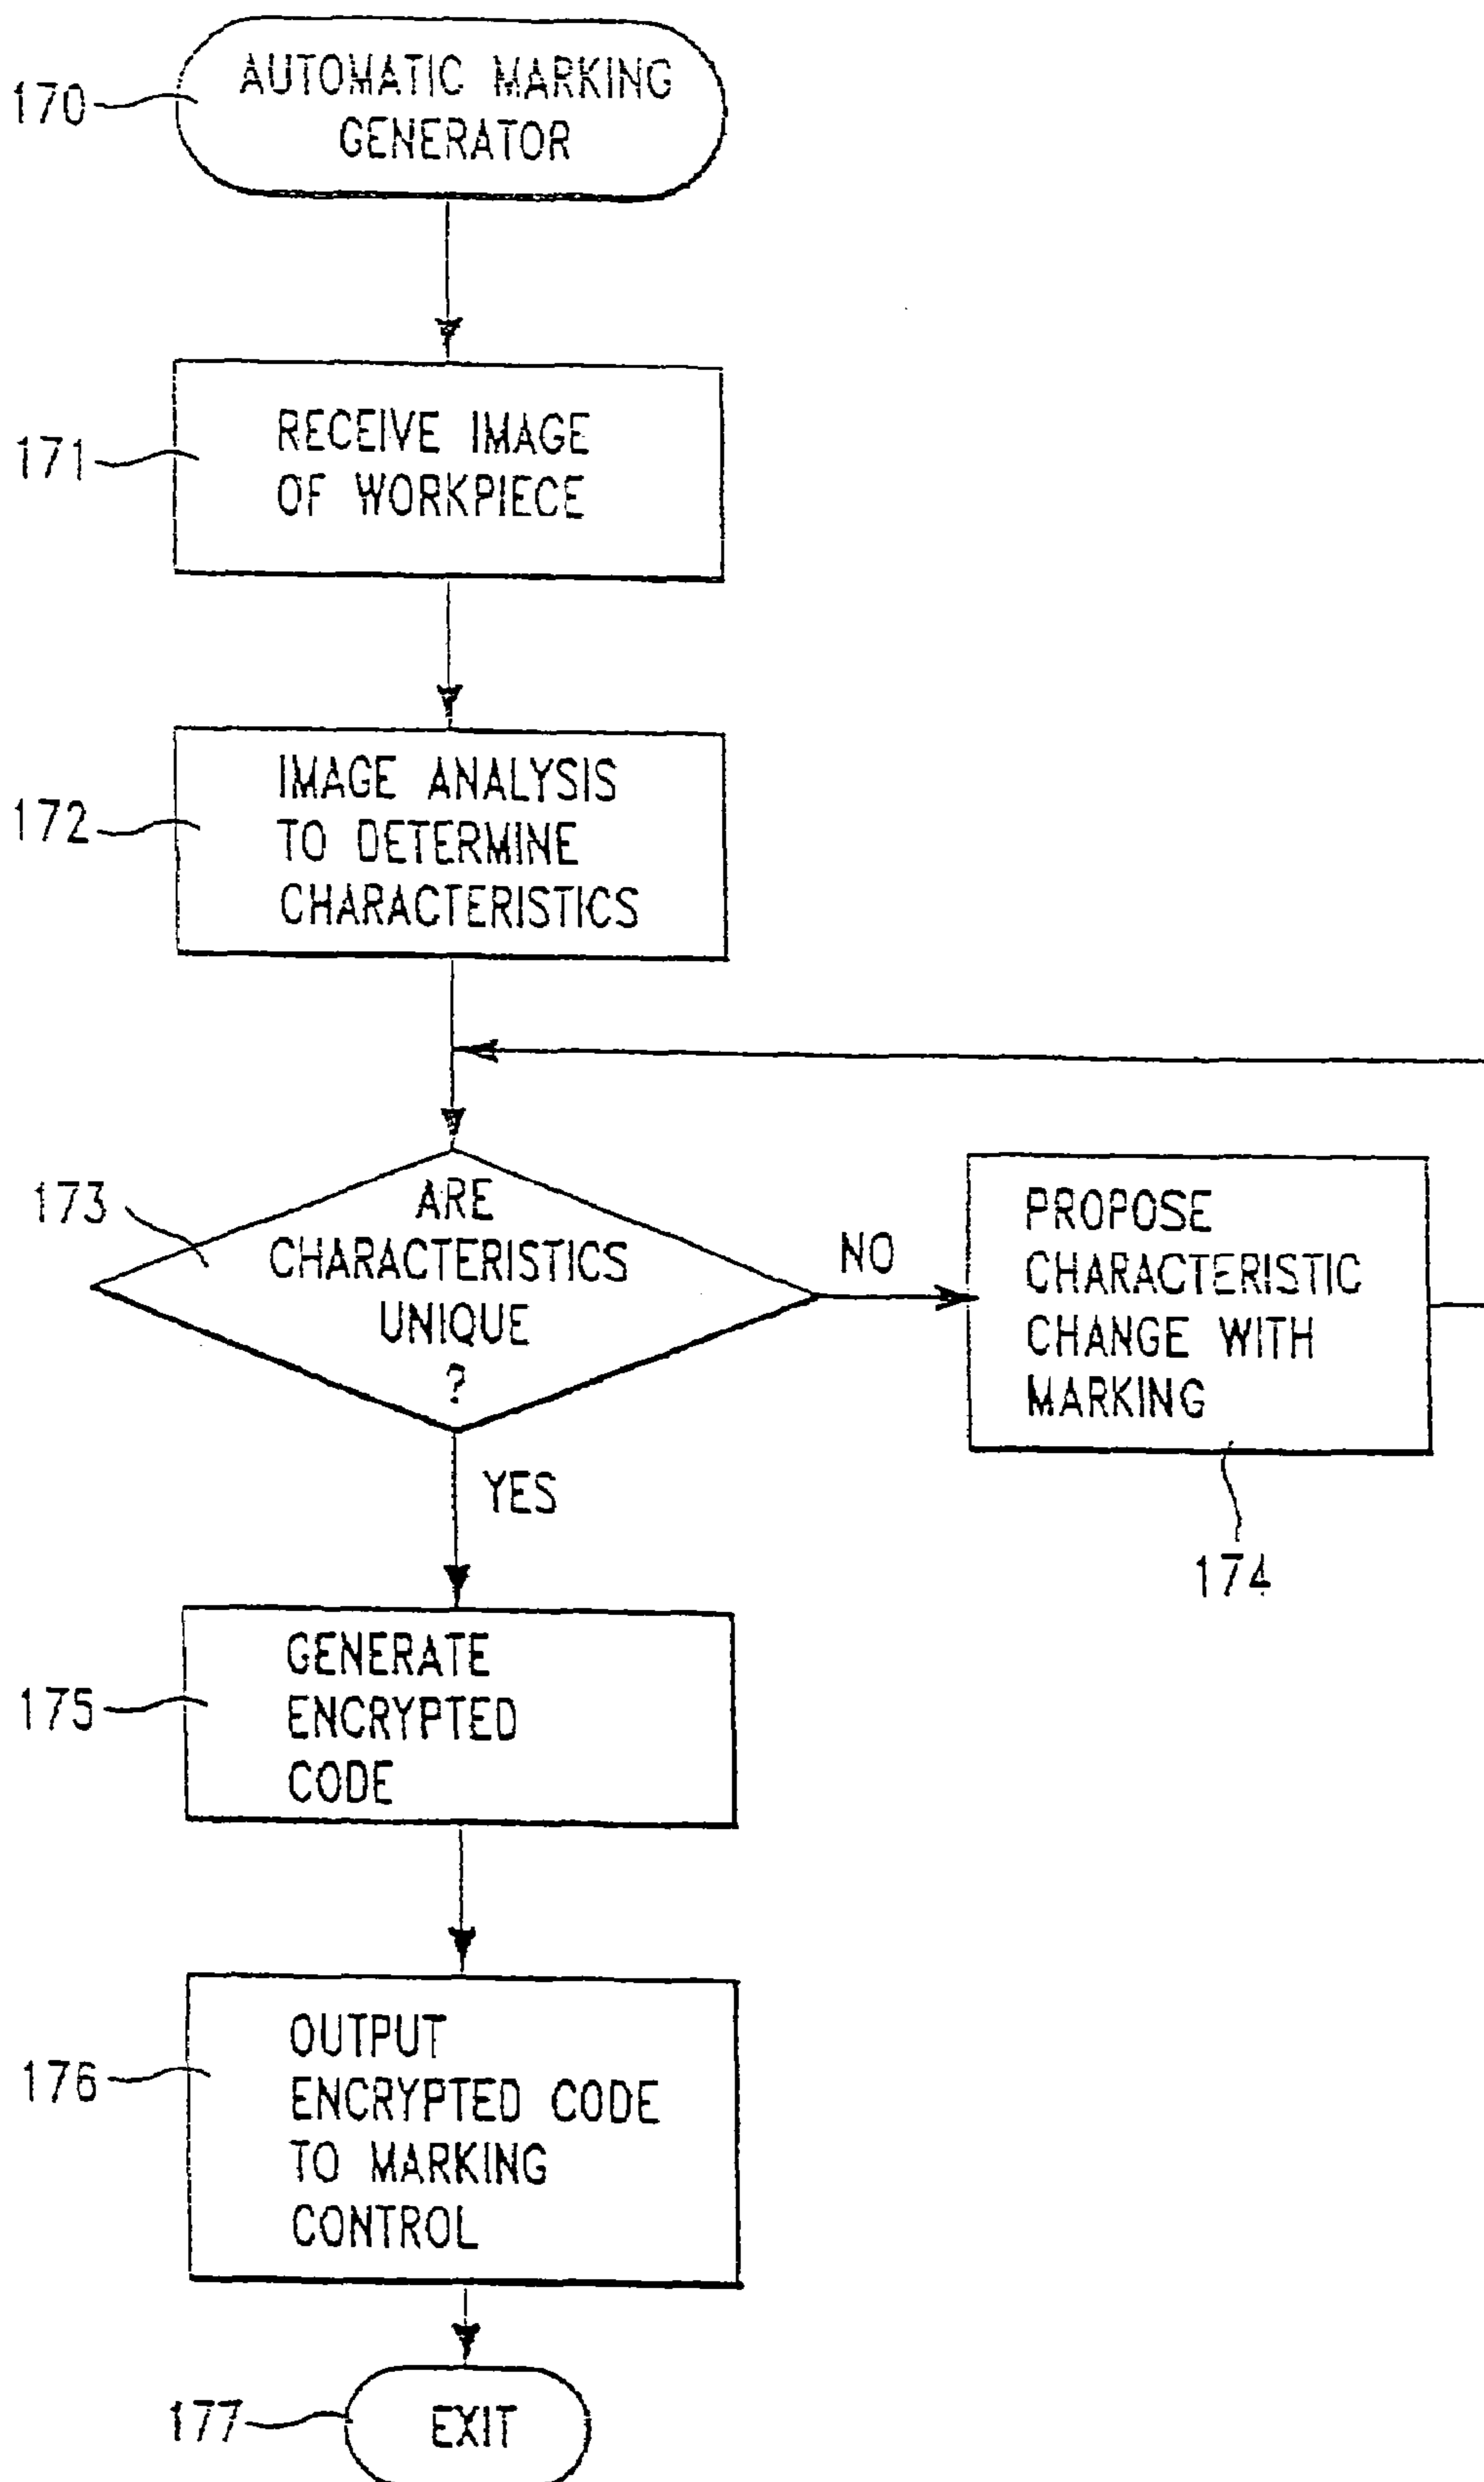 170
AUTOMATIC MARKING
GENERATOR
171
RECEIVE IMAGE
OF WORKPIECE
172
IMAGE ANALYSIS
TO DETERMINE
CHARACTERISTICS
173
ARE
CHARACTERISTICS
UNIQUE
?
NO
PROPOSE
CHARACTERISTIC
CHANGE WITH
MARKING
174
YES
175
GENERATE
ENCRYPTED
CODE
176
OUTPUT
ENCRYPTED CODE
TO MARKING
CONTROL
177
EXIT